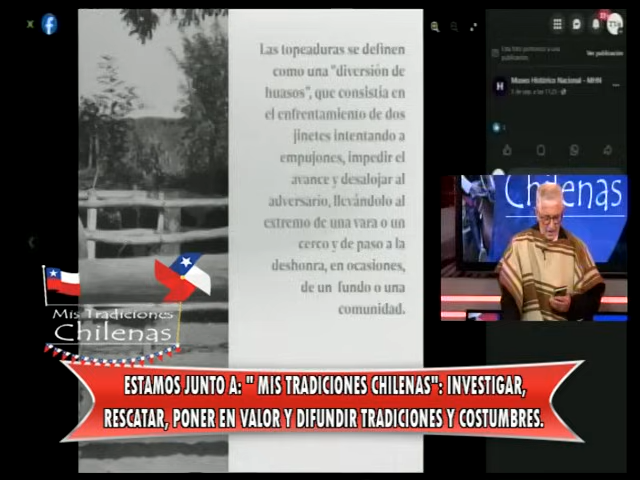 Las topeaduras se definen
como una "diversión de
huasos", que consistia en
el enfrentamiento de dos
jinetes intentando a
empujones, impedir el
avance y desalojar al
adversario, llevándolo al
extremo de una vara o un
cerco y de paso a la
deshonra, en ocasiones,
de un fundo o una
comunidad.
Ver publicación
Museo Histórico Nacional - MHN
Chilenas
Mis Tradiciones
Chilenas
ESTAMOS JUNTO A: " MIS TRADICIONES CHILENAS": INVESTIGAR,
RESCATAR, PONER EN VALOR Y DIFUNDIR TRADICIONES Y COSTUMBRES.